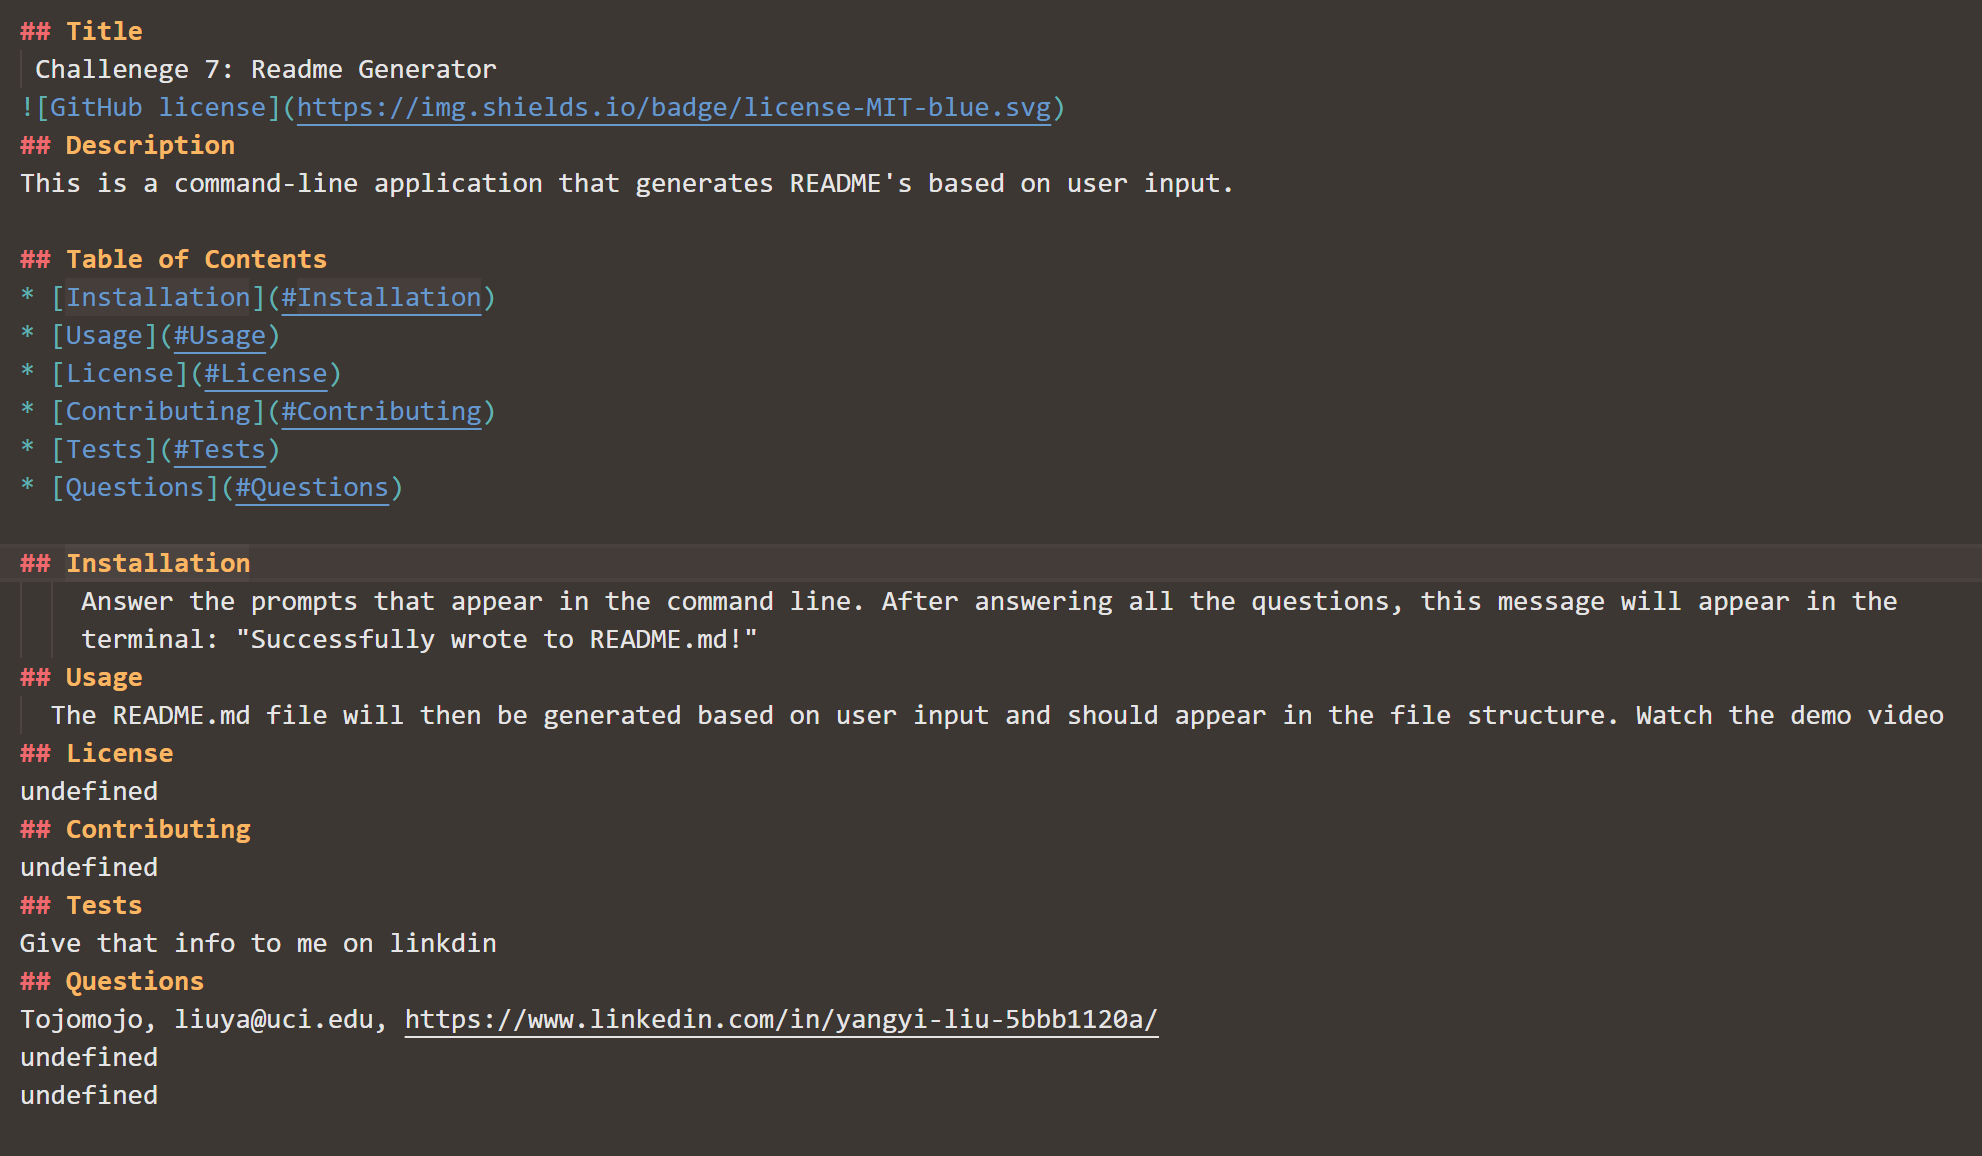 ## Title
Challenege 7: Readme Generator
![GitHub license](https://img.shields.io/badge/license-MIT-blue.svg)
## Description
This is a command-line application that generates README's based on user input.
## Table of Contents
* [Installation](#Installation)
* [Usage](#Usage)
* [License](#License)
* [Contributing](#Contributing)
* [Tests](#Tests)
* [Questions](#Questions)
## Installation
Answer the prompts that appear in the command line. After answering all the questions, this message will appear in the
terminal: "Successfully wrote to README.md!"
## Usage
The README.md file will then be generated based on user input and should appear in the file structure. Watch the demo video
## License
undefined
## Contributing
undefined
## Tests
Give that info to me on linkdin
## Questions
Tojomojo, liuya@uci.edu, https://www.linkedin.com/in/yangyi-liu-5bbb1120a/
undefined
undefined